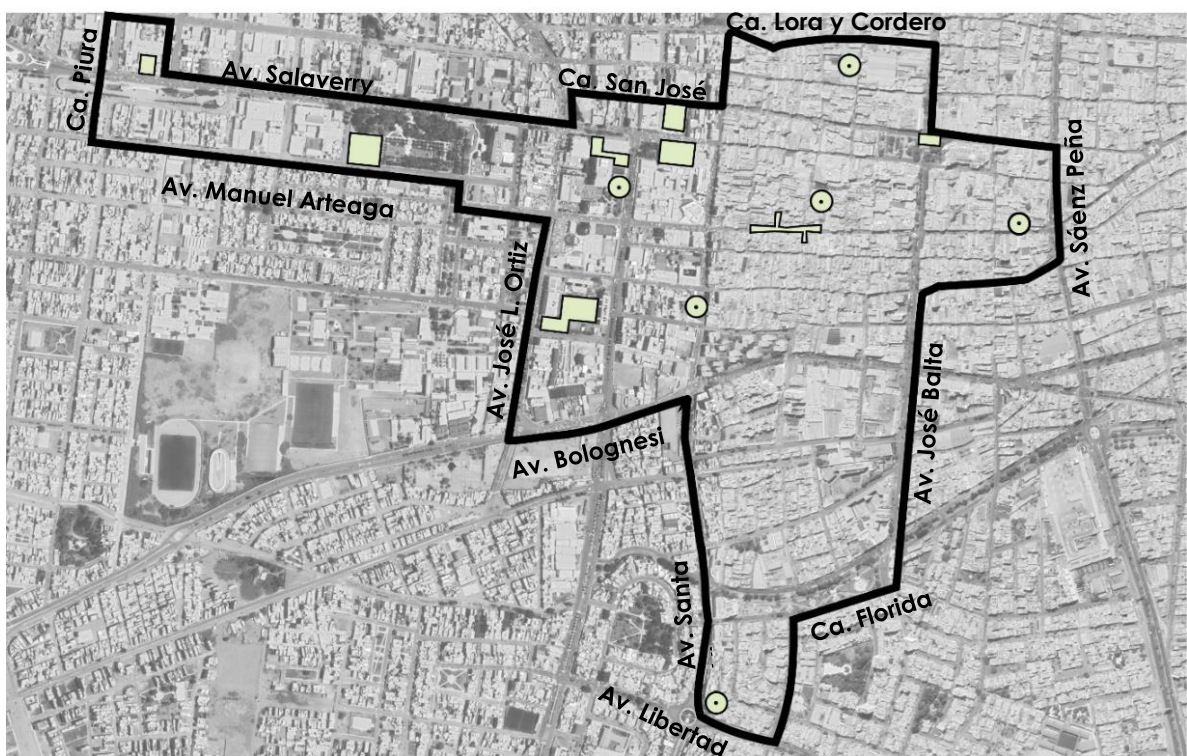 Ca. Lora y Cordero
Ca. Piura
Av. Salaverry
Ca. San José
Av. Manuel Arteaga
Av. Sáenz Peña
Av. José L. Ortiz
Av. José Balta
Av. Bolognesi
Av. Santa
Ca. Florida
Av. Libertad